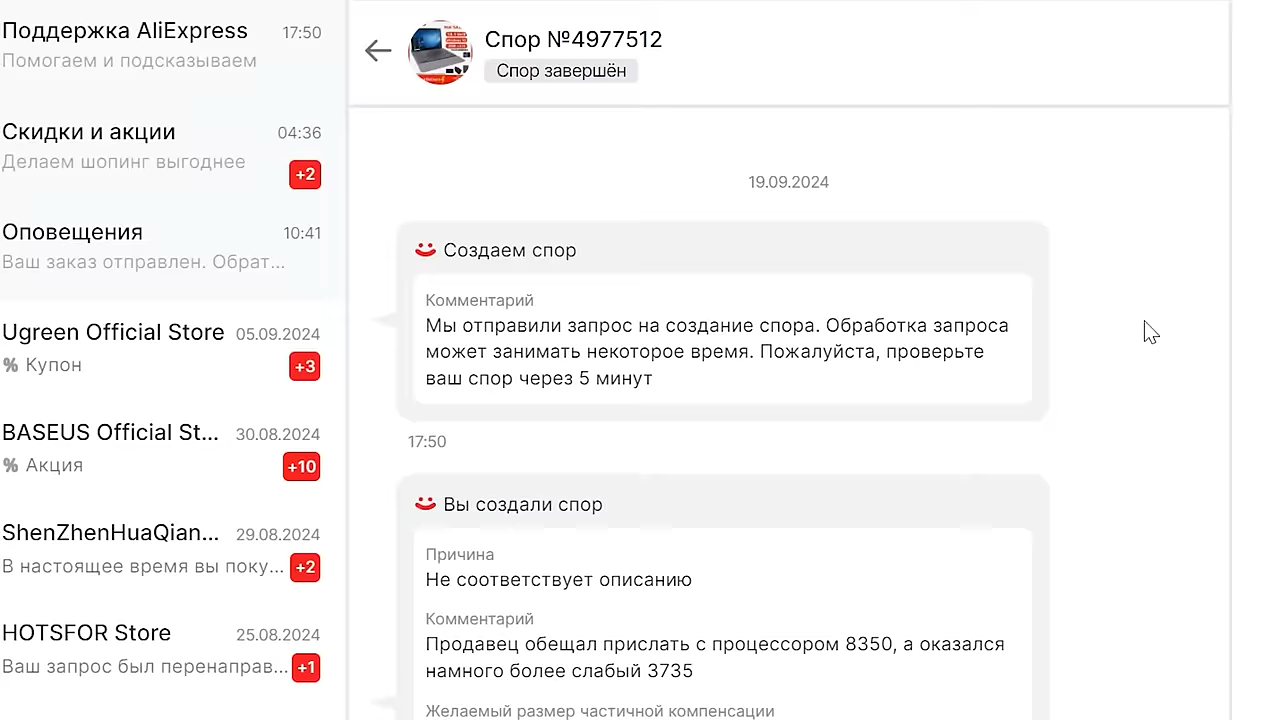 Поддержка AliExpress 17:50
Помогаем и подсказываем
Скидки и акции 04:36
Делаем шопинг выгоднее
+2
Оповещения 10:41
Ваш заказ отправлен. Обрат...
Ugreen Official Store 05.09.2024
% Купон +3
BASEUS Official St... 30.08.2024
% Акция +10
ShenZhenHuaQian... 29.08.2024
В настоящее время вы поку... +2
HOTSFOR Store 25.08.2024
Ваш запрос был перенаправ... +1
Спор №4977512
Спор завершён
19.09.2024
Создаем спор
Комментарий
Мы отправили запрос на создание спора. Обработка запроса
может занимать некоторое время. Пожалуйста, проверьте
ваш спор через 5 минут
17:50
Вы создали спор
Причина
Не соответствует описанию
Комментарий
Продавец обещал прислать с процессором 8350, а оказался
намного более слабый 3735
Желаемый размер частичной компенсации